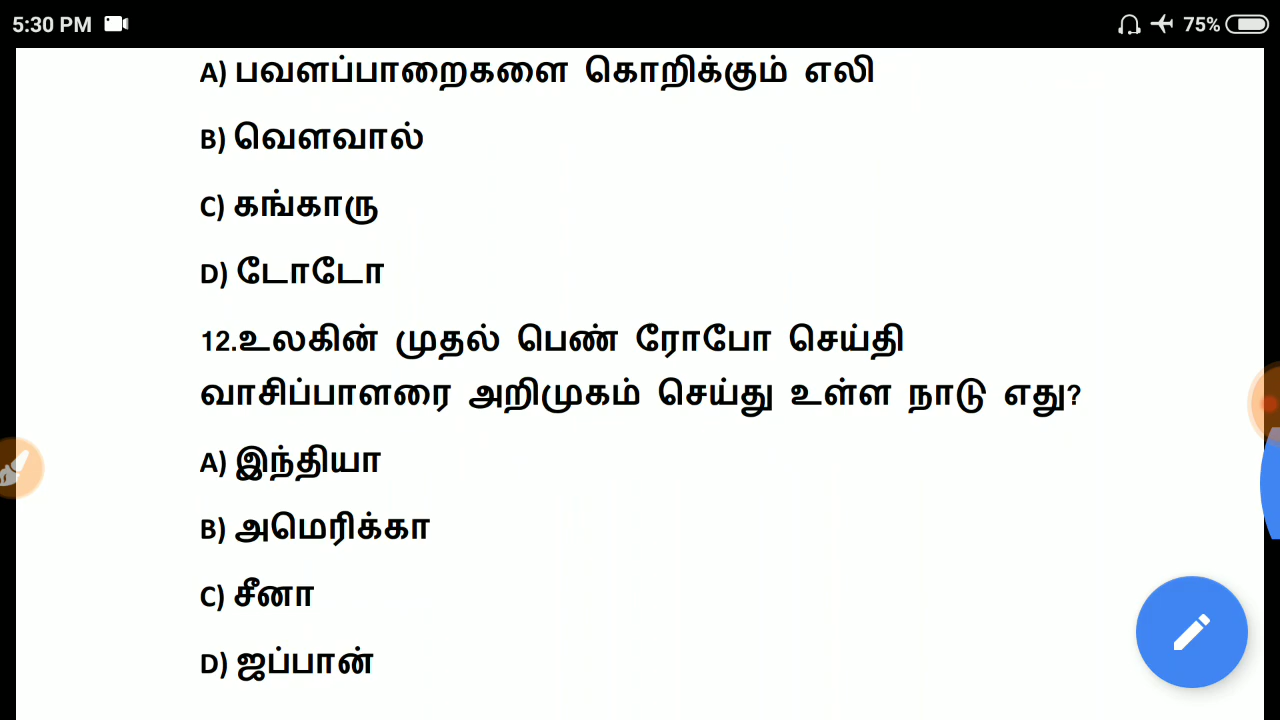 5:30 PM 75%
A) பவளப்பாறைகளை கொறிக்கும் எலி
B) வௌவால்
C) கங்காரு
D) டோடோ
12.உலகின் முதல் பெண் ரோபோ செய்தி
வாசிப்பாளரை அறிமுகம் செய்து உள்ள நாடு எது?
A) இந்தியா
B) அமெரிக்கா
C) சீனா
D) ஜப்பான்